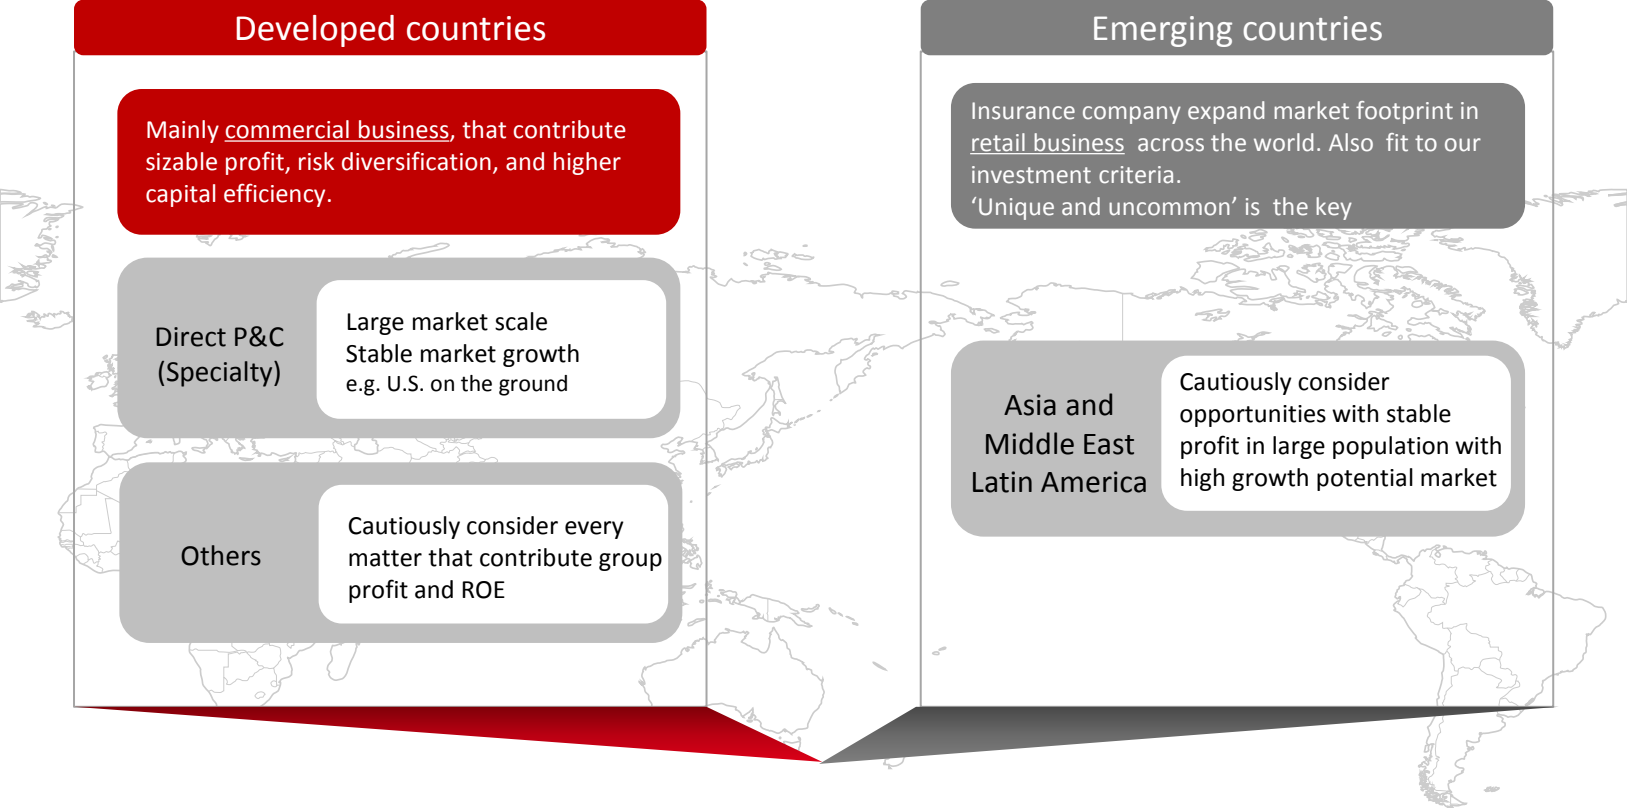 Developed countries
Mainly commercial business, that contribute
sizable profit, risk diversification, and higher
capital efficiency.
Direct P&C
(Specialty)
Large market scale
Stable market growth
e.g. U.S. on the ground
Others
Cautiously consider every
matter that contribute group
profit and ROE
Emerging countries
Insurance company expand market footprint in
retail business across the world. Also fit to our
investment criteria.
‘Unique and uncommon’ is the key
Asia and
Middle East
Latin America
Cautiously consider
opportunities with stable
profit in large population with
high growth potential market